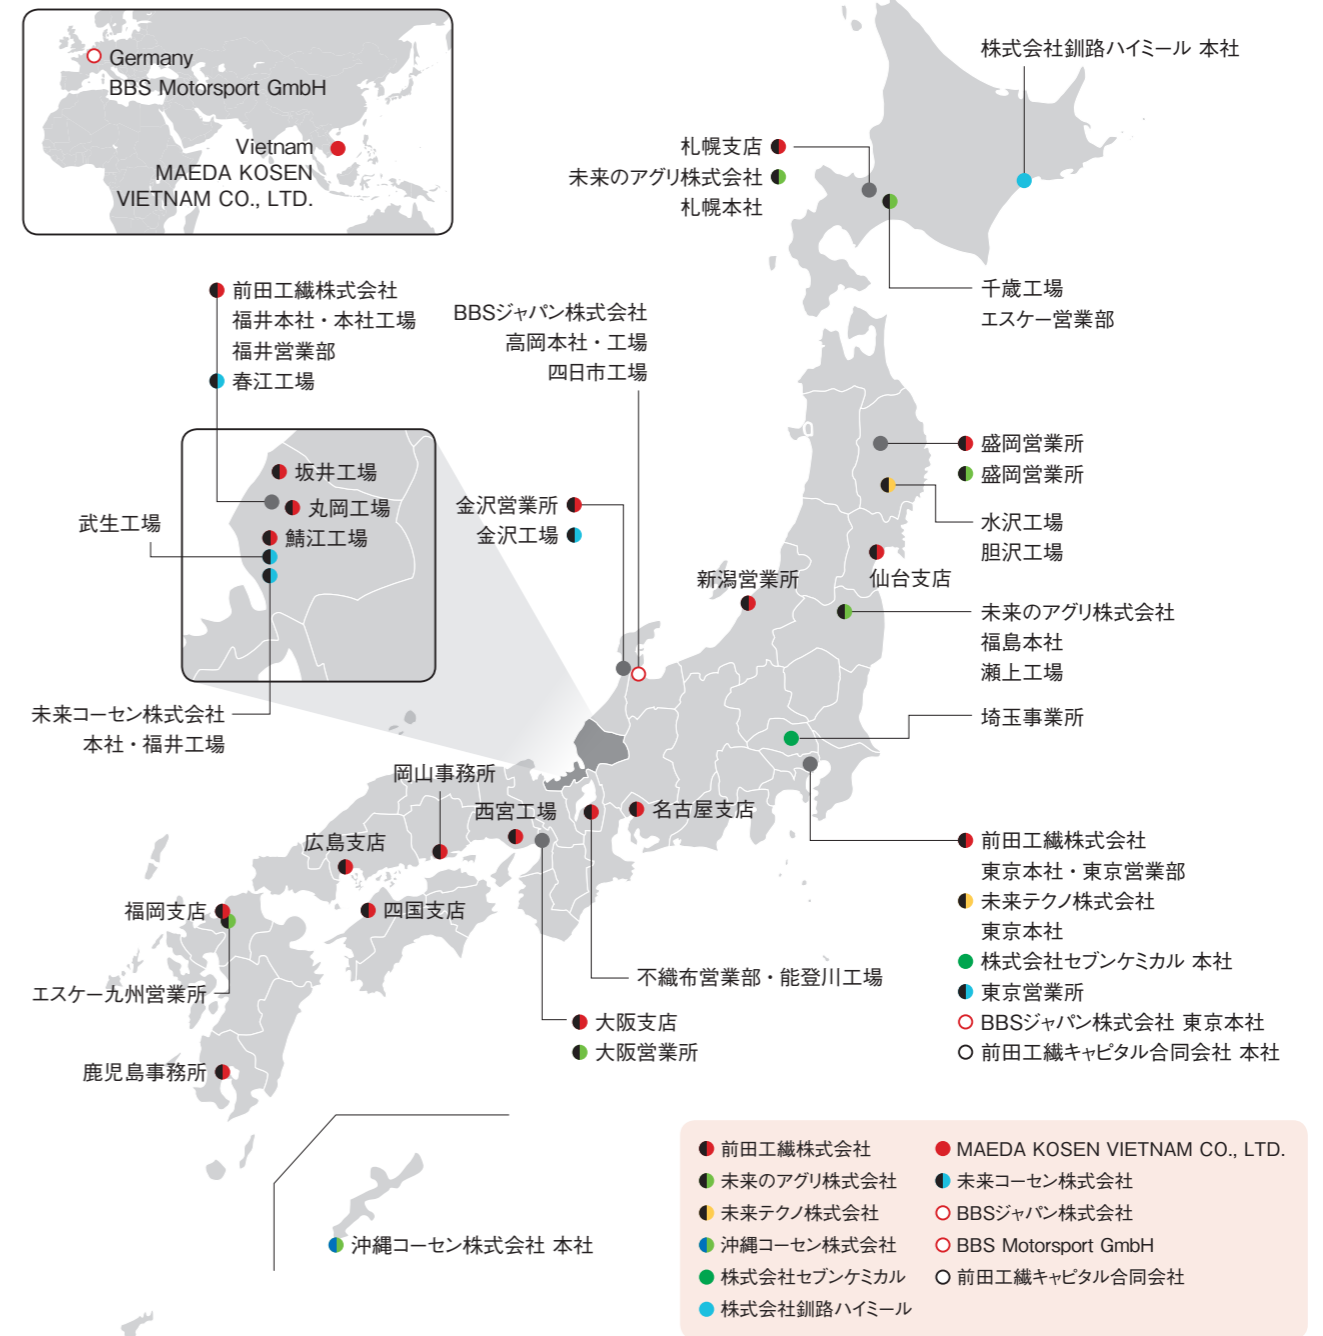 Germany
BBS Motorsport GmbH
Vietnam
MAEDA KOSEN
VIETNAM CO., LTD.
株式会社釧路ハイミール 本社
札幌支店
未来のアグリ株式会社
札幌本社
千歳工場
エスケー営業部
前田工繊株式会社
福井本社・本社工場
福井営業部
春江工場
BBSジャパン株式会社
高岡本社・工場
四日市工場
坂井工場
丸岡工場
鯖江工場
武生工場
未来コーセン株式会社
本社・福井工場
金沢営業所
金沢工場
盛岡営業所
盛岡営業所
水沢工場
胆沢工場
仙台支店
新潟営業所
未来のアグリ株式会社
福島本社
瀬上工場
埼玉事業所
岡山事務所
西宮工場
名古屋支店
広島支店
福岡支店
四国支店
エスケー九州営業所
鹿児島事務所
不織布営業部・能登川工場
大阪支店
大阪営業所
前田工繊株式会社
東京本社・東京営業部
未来テクノ株式会社
東京本社
株式会社セブンケミカル 本社
東京営業所
BBSジャパン株式会社 東京本社
前田工繊キャピタル合同会社 本社
沖縄コーセン株式会社 本社
前田工繊株式会社
未来のアグリ株式会社
未来テクノ株式会社
沖縄コーセン株式会社
株式会社セブンケミカル
株式会社釧路ハイミール
MAEDA KOSEN VIETNAM CO., LTD.
未来コーセン株式会社
BBSジャパン株式会社
BBS Motorsport GmbH
前田工繊キャピタル合同会社